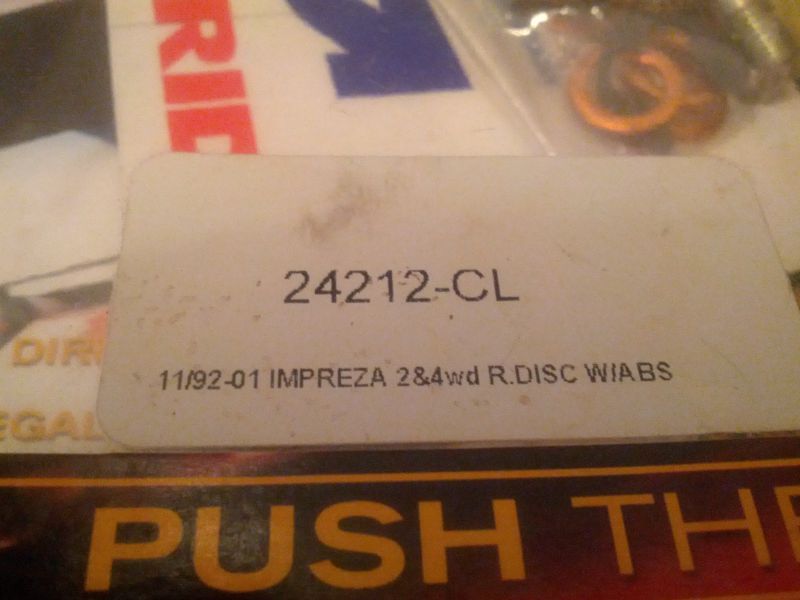 24212-CL
11/92-01 IMPREZA 2&4wd R.DISC W/ABS
PUSH